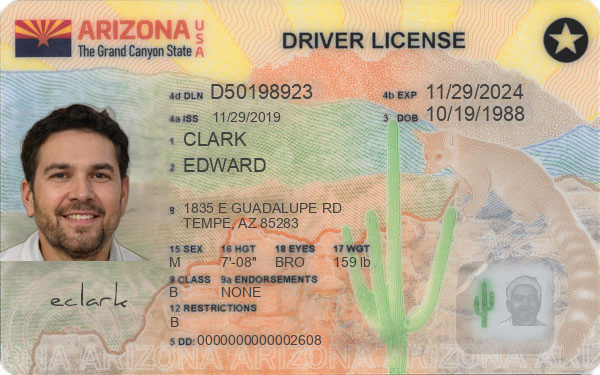 ARIZONA USA
The Grand Canyon State
DRIVER LICENSE
4d DLN D50198923 4b EXP 11/29/2024
4a ISS 11/29/2019 3 DOB 10/19/1988
1 CLARK
2 EDWARD
8 1835 E GUADALUPE RD
TEMPE, AZ 85283
15 SEX 16 HGT 18 EYES 17 WGT
M 7'-08" BRO 159 lb
9 CLASS 9a ENDORSEMENTS
B NONE
eclark
12 RESTRICTIONS
B
5 DD: 0000000000002608
ARIZONA ARIZONA ARIZONA ARIZONA